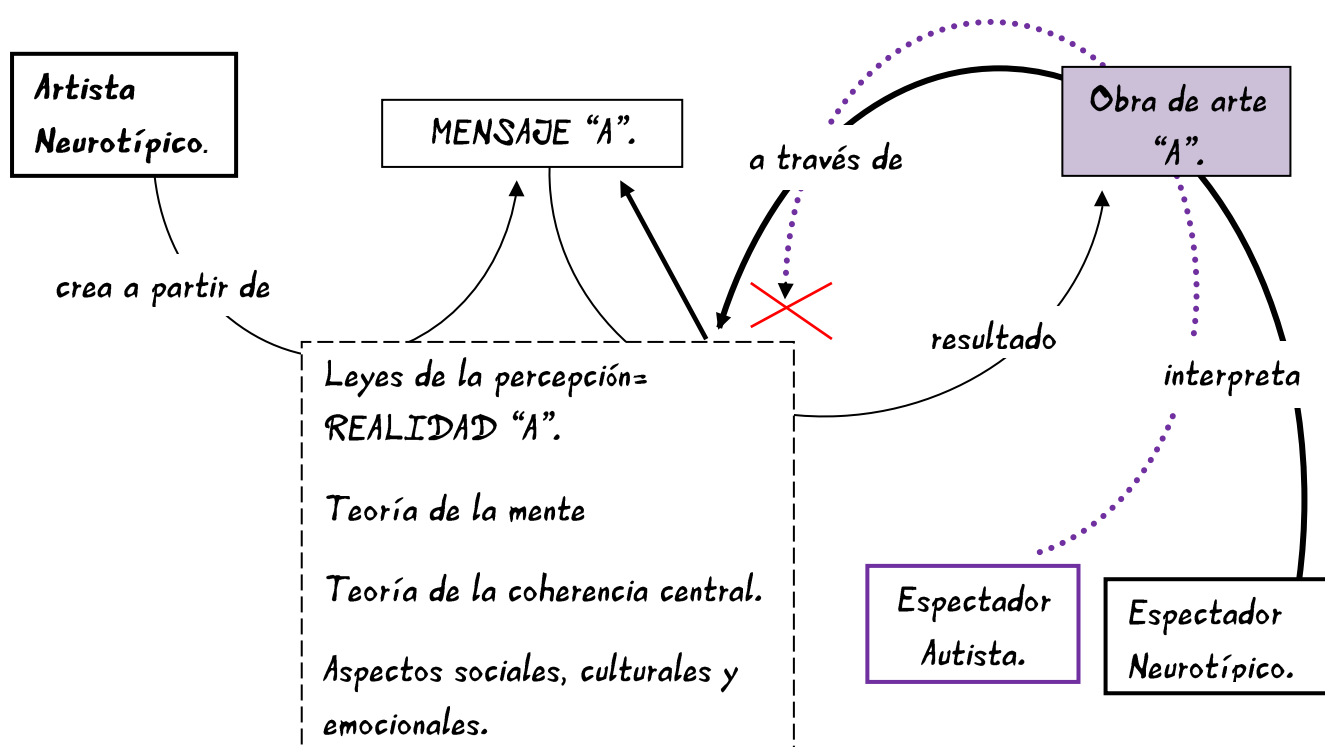 Artista
Neurotípico.
MENSAJE “A”.
Obra de arte
“A”.
a través de
crea a partir de
resultado
interpreta
Leyes de la percepción=
REALIDAD “A”.
Teoría de la mente
Teoría de la coherencia central.
Aspectos sociales, culturales y
emocionales.
Espectador
Autista.
Espectador
Neurotípico.